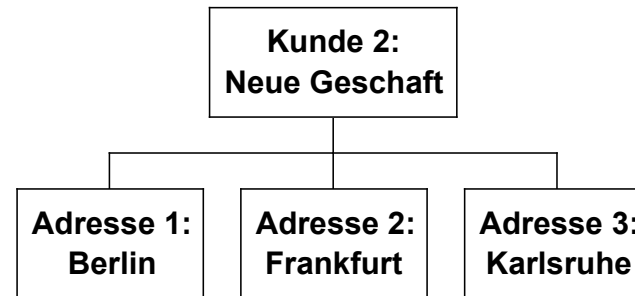 Kunde 2:
Neue Geschaft
Adresse 1:
Berlin
Adresse 2:
Frankfurt
Adresse 3:
Karlsruhe